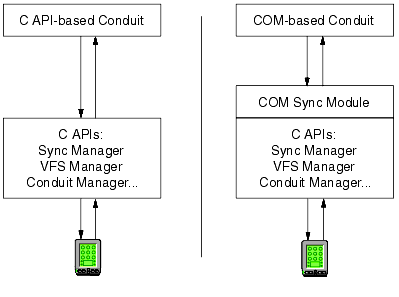 C API-based Conduit
C APIs:
Sync Manager
VFS Manager
Conduit Manager...
COM-based Conduit
COM Sync Module
C APIs:
Sync Manager
VFS Manager
Conduit Manager...